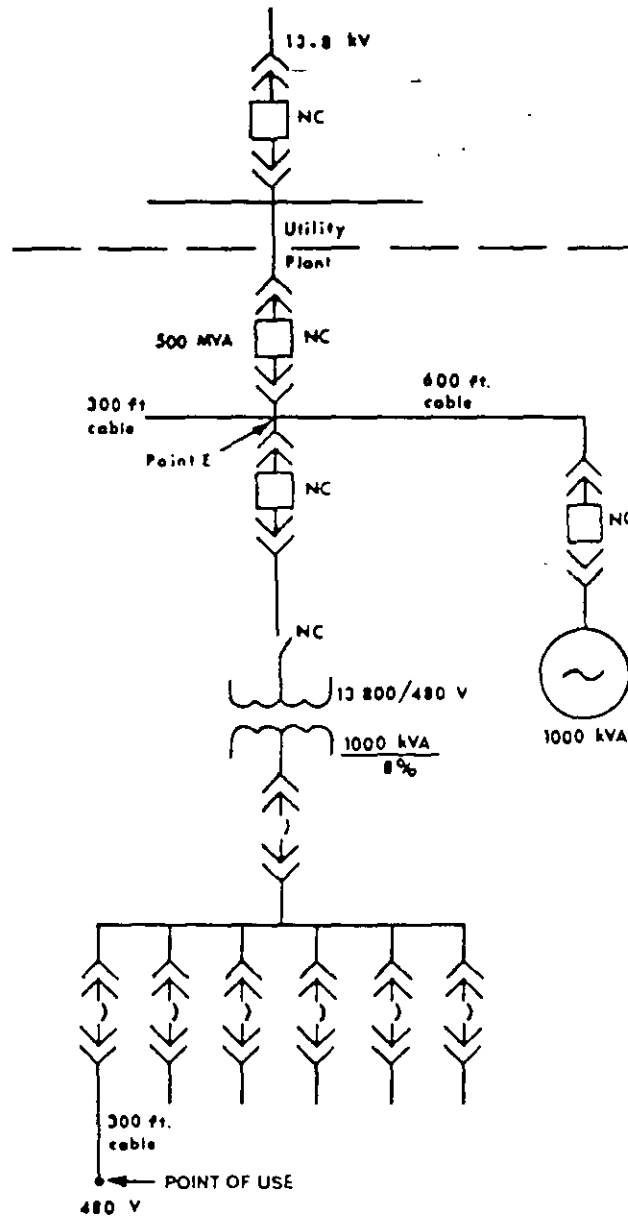 13.8 kV
NC
Utility
Plant
500 MVA
NC
600 ft.
cable
300 ft
cable
Point E
NC
NC
NC
13 800/480 V
1000 kVA
8%
1000 kVA
300 ft.
cable
POINT OF USE
480 V